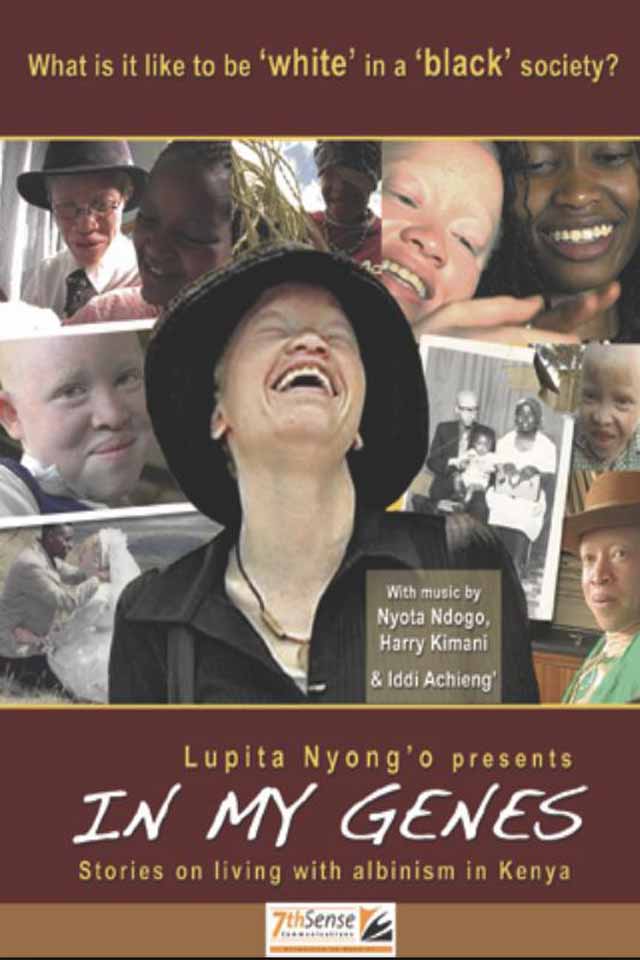 What is it like to be ‘white’ in a ‘black’ society?
With music by
Nyota Ndogo,
Harry Kimani
& Iddi Achieng’
Lupita Nyong’o presents
IN MY GENES
Stories on living with albinism in Kenya
7thSense
Communications